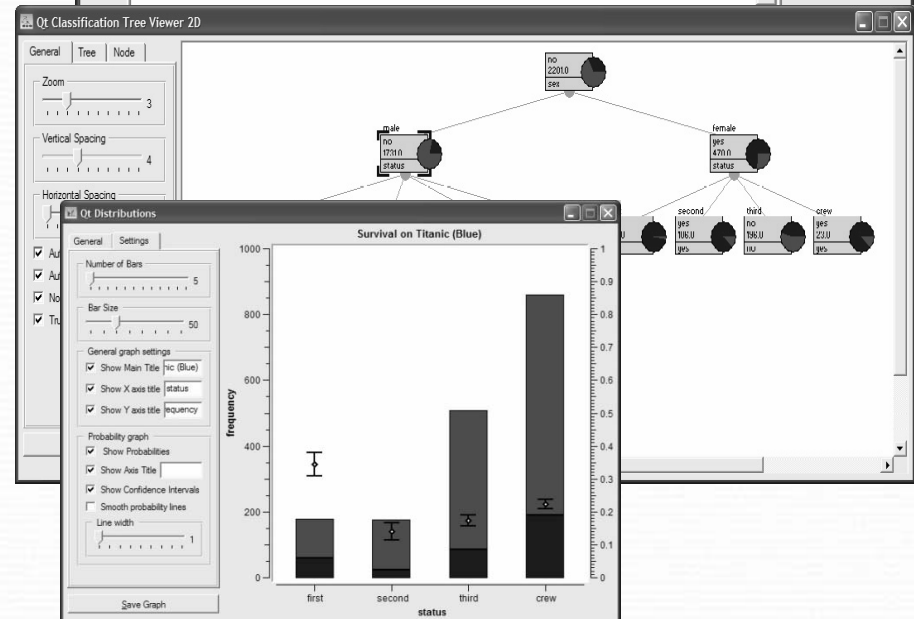 Qt Classification Tree Viewer 2D
General Tree Node
Zoom
3
Vertical Spacing
4
Horizontal Spacing
no
2201.0
sex
male
no
1731.0
status
female
yes
470.0
status
second
yes
106.0
yes
third
no
196.0
no
crew
yes
23.0
yes
Qt Distributions
General Settings
Number of Bars
5
Bar Size
50
General graph settings
Show Main Title nic (Blue)
Show X axis title status
Show Y axis title equency
Probability graph
Show Probabilities
Show Axis Title
Show Confidence Intervals
Smooth probability lines
Line width
1
Save Graph
Survival on Titanic (Blue)
frequency
1000
800
600
400
200
0
1
0.9
0.8
0.7
0.6
0.5
0.4
0.3
0.2
0.1
0
first second third crew
status